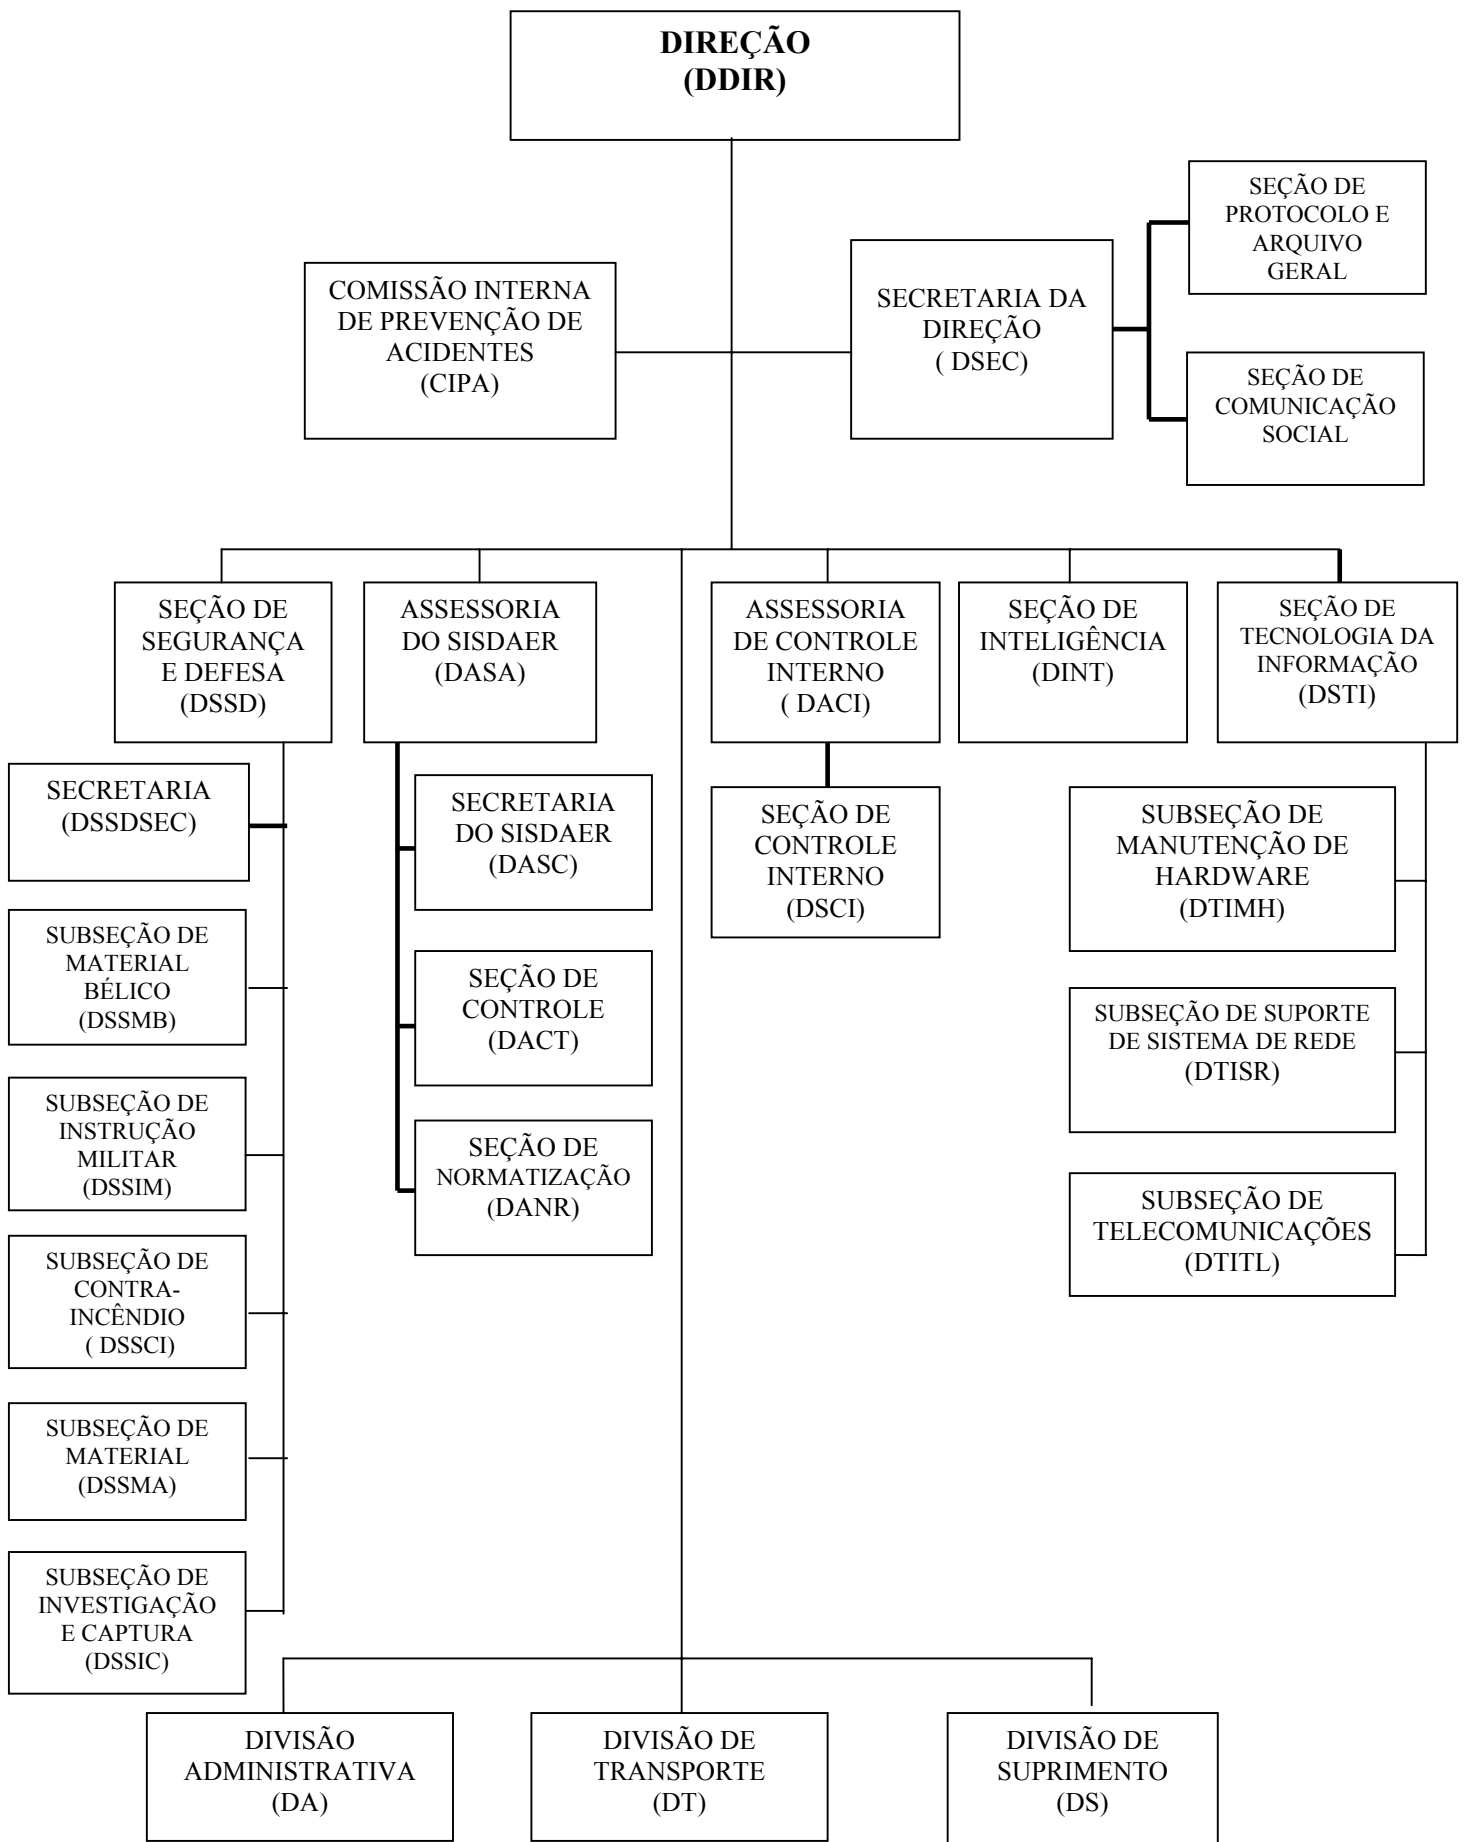 DIREÇÃO
(DDIR)
SEÇÃO DE
PROTOCOLO E
ARQUIVO
GERAL
COMISSÃO INTERNA
DE PREVENÇÃO DE
ACIDENTES
(CIPA)
SECRETARIA DA
DIREÇÃO
( DSEC)
SEÇÃO DE
COMUNICAÇÃO
SOCIAL
SEÇÃO DE
SEGURANÇA
E DEFESA
(DSSD)
ASSESSORIA
DO SISDAER
(DASA)
ASSESSORIA
DE CONTROLE
INTERNO
( DACI)
SEÇÃO DE
INTELIGÊNCIA
(DINT)
SEÇÃO DE
TECNOLOGIA DA
INFORMAÇÃO
(DSTI)
SECRETARIA
(DSSDSEC)
SUBSEÇÃO DE
MATERIAL
BÉLICO
(DSSMB)
SUBSEÇÃO DE
INSTRUÇÃO
MILITAR
(DSSIM)
SUBSEÇÃO DE
CONTRA-
INCÊNDIO
( DSSCI)
SUBSEÇÃO DE
MATERIAL
(DSSMA)
SUBSEÇÃO DE
INVESTIGAÇÃO
E CAPTURA
(DSSIC)
SECRETARIA
DO SISDAER
(DASC)
SEÇÃO DE
CONTROLE
(DACT)
SEÇÃO DE
NORMATIZAÇÃO
(DANR)
SEÇÃO DE
CONTROLE
INTERNO
(DSCI)
SUBSEÇÃO DE
MANUTENÇÃO DE
HARDWARE
(DTIMH)
SUBSEÇÃO DE SUPORTE
DE SISTEMA DE REDE
(DTISR)
SUBSEÇÃO DE
TELECOMUNICAÇÕES
(DTITL)
DIVISÃO
ADMINISTRATIVA
(DA)
DIVISÃO DE
TRANSPORTE
(DT)
DIVISÃO DE
SUPRIMENTO
(DS)